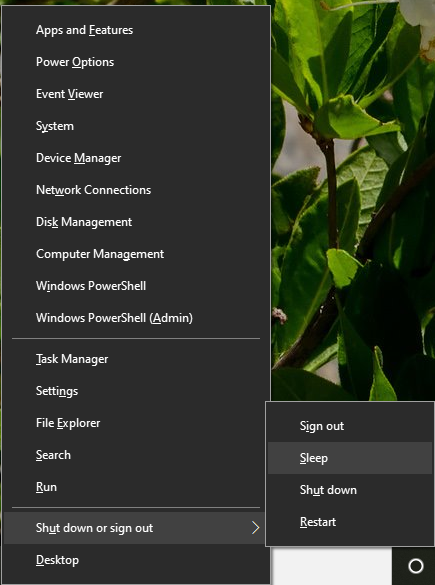 Apps and Features
Power Options
Event Viewer
System
Device Manager
Network Connections
Disk Management
Computer Management
Windows PowerShell
Windows PowerShell (Admin)
Task Manager
Settings
File Explorer
Search
Run
Shut down or sign out
Desktop
Sign out
Sleep
Shut down
Restart